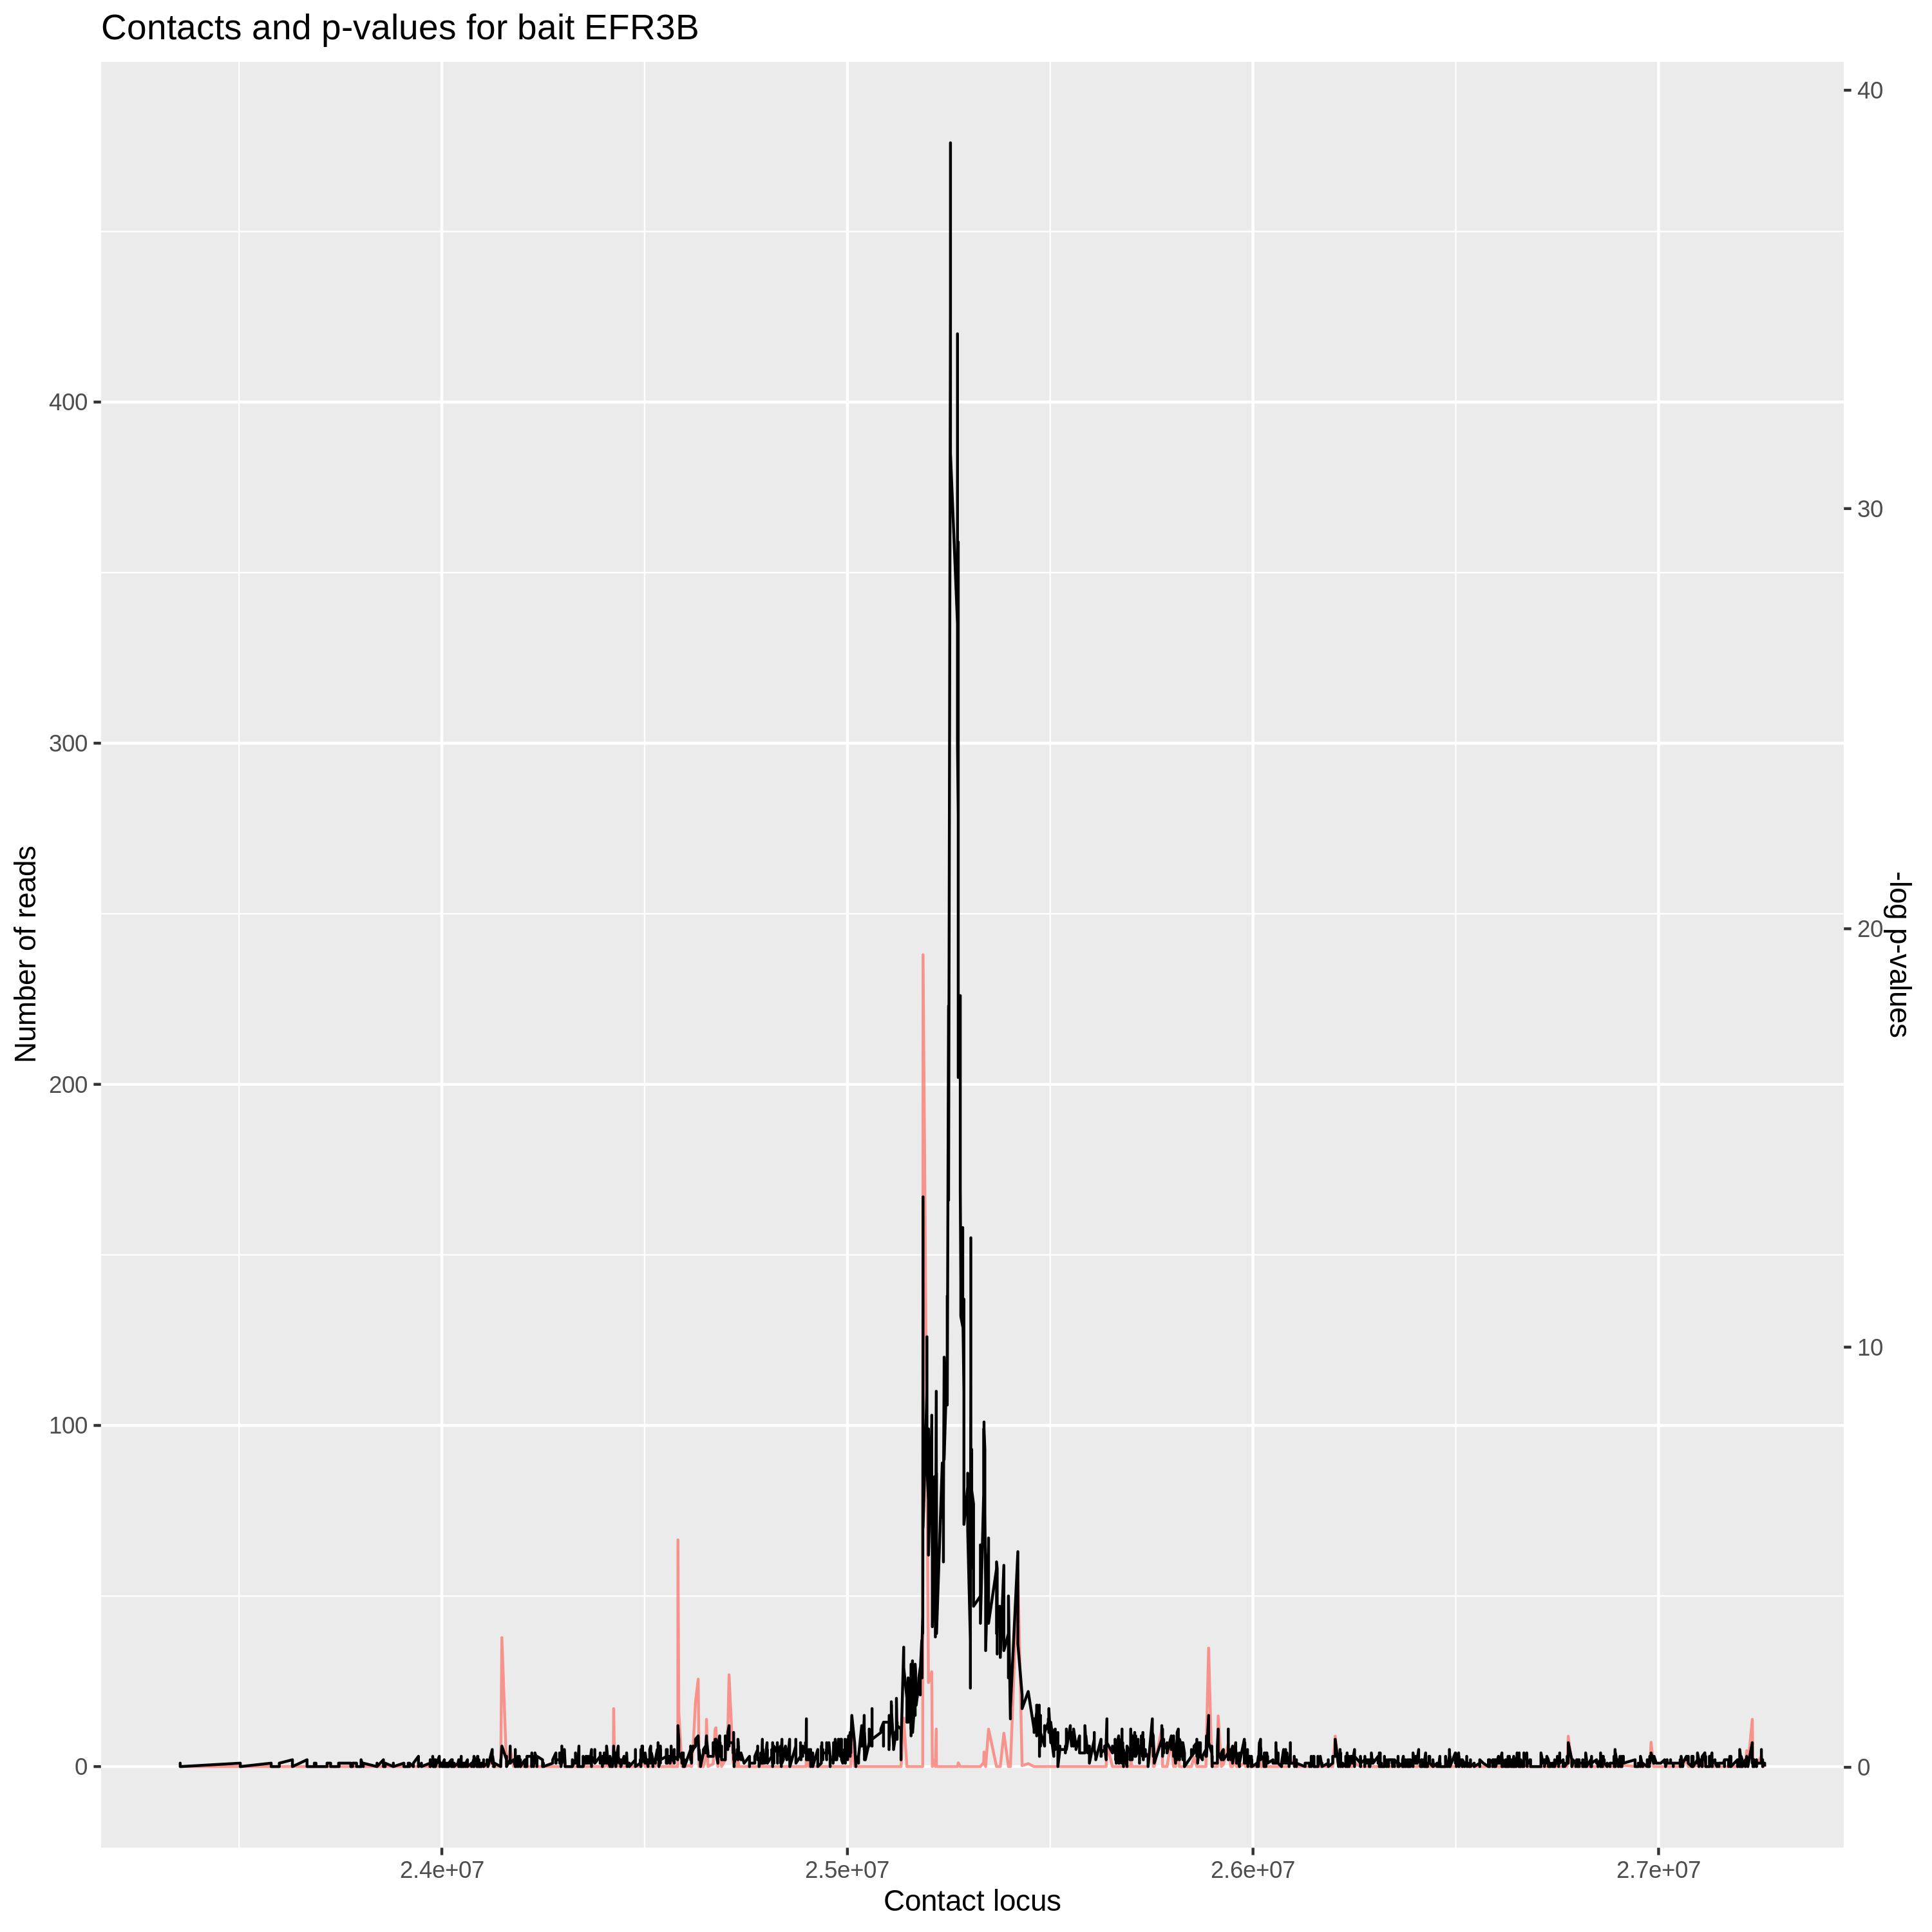 Contacts and p-values for bait EFR3B
Number of reads
400
300
200
100
0
40
30
20
10
0
-log p-values
2.4e+07
2.5e+07
2.6e+07
2.7e+07
Contact locus